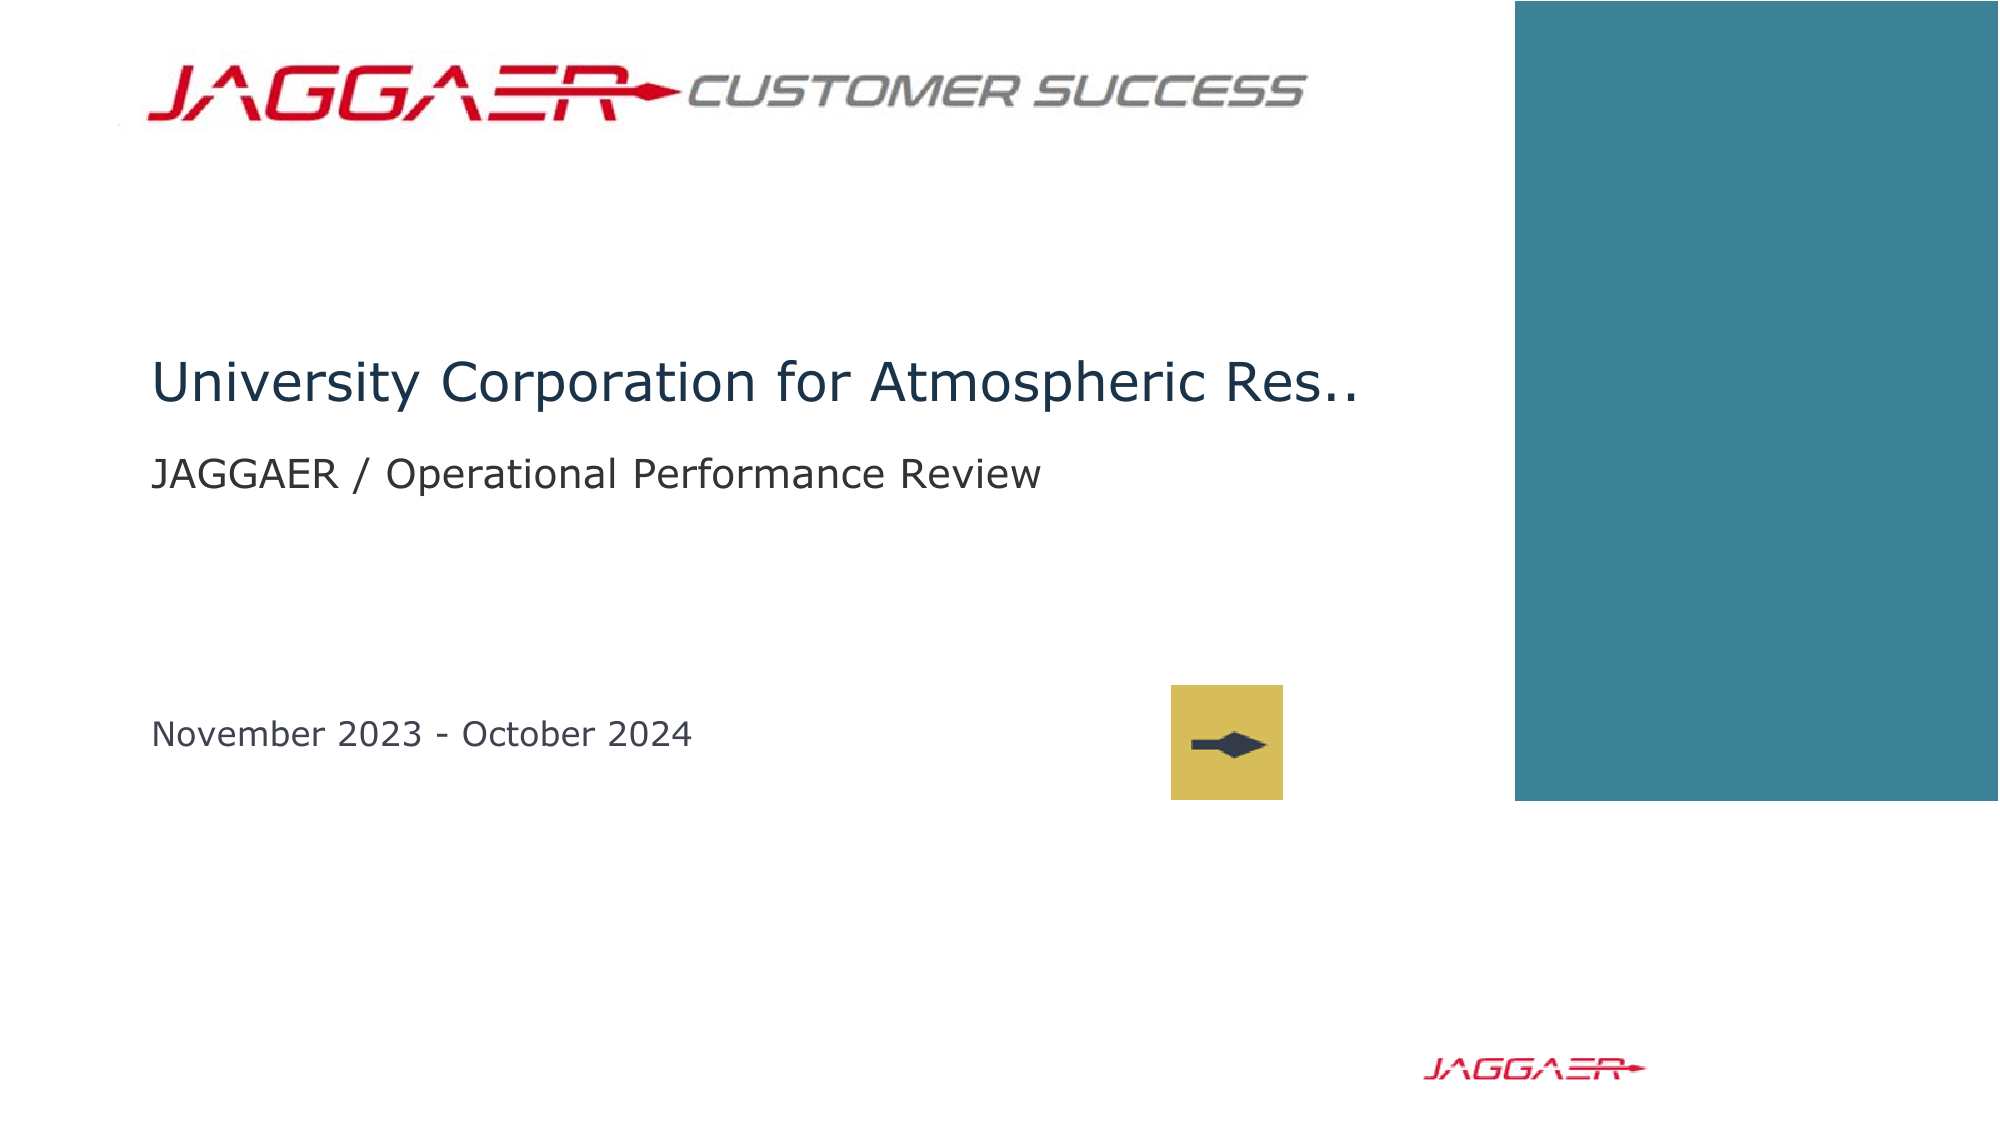 JAGGAER CUSTOMER SUCCESS
University Corporation for Atmospheric Res..
JAGGAER / Operational Performance Review
November 2023 - October 2024
JAGGAER